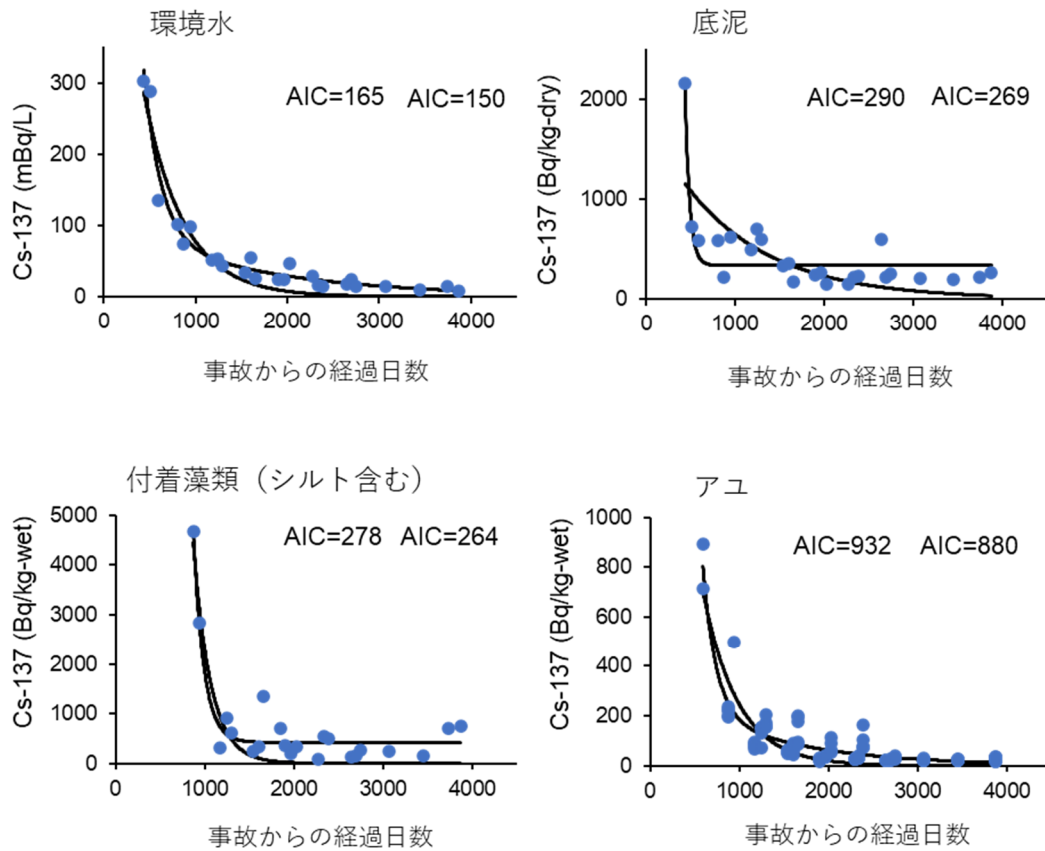 環境水
Cs-137 (mBq/L)
300
200
100
0
AIC=165 AIC=150
0 1000 2000 3000 4000
事故からの経過日数
底泥
Cs-137 (Bq/kg-dry)
2000
1000
0
AIC=290 AIC=269
0 1000 2000 3000 4000
事故からの経過日数
付着藻類（シルト含む）
Cs-137 (Bq/kg-wet)
5000
4000
3000
2000
1000
0
AIC=278 AIC=264
0 1000 2000 3000 4000
事故からの経過日数
アユ
Cs-137 (Bq/kg-wet)
1000
800
600
400
200
0
AIC=932 AIC=880
0 1000 2000 3000 4000
事故からの経過日数